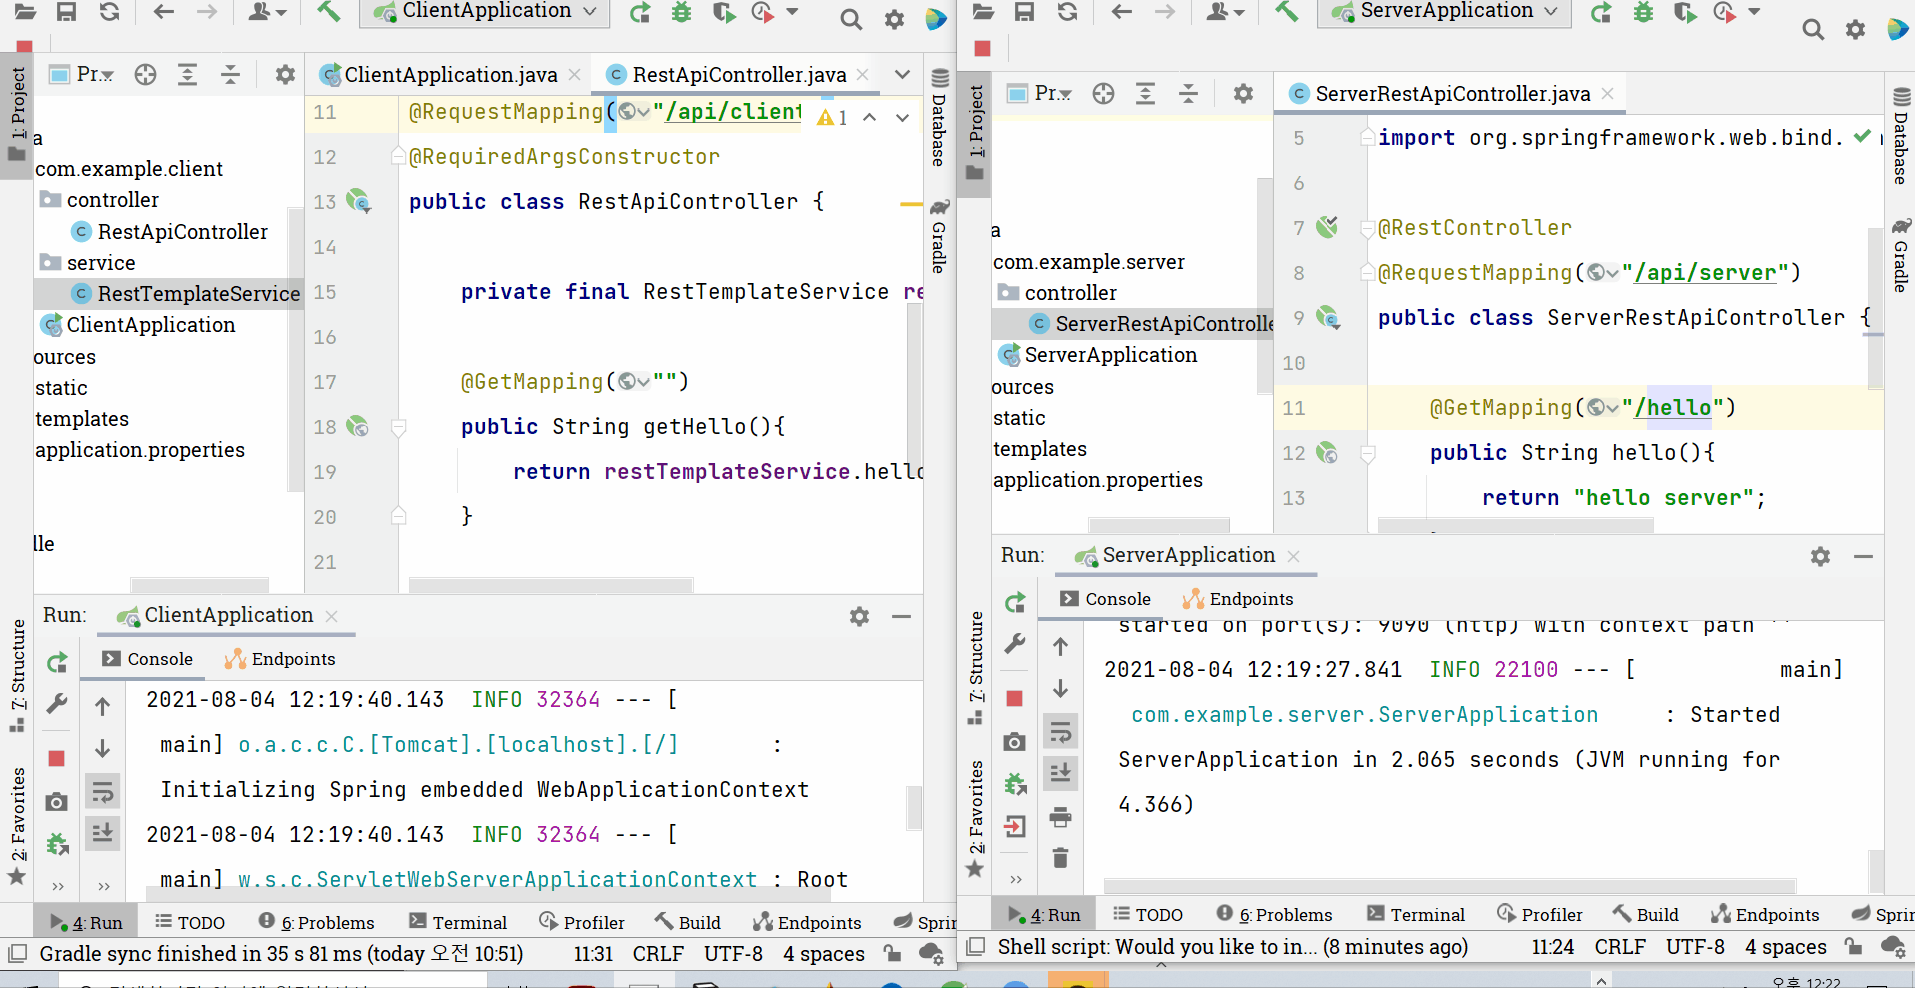 ClientApplication
1: Project
Pr...
ClientApplication.java
RestApiController.java
a
com.example.client
controller
RestApiController
service
RestTemplateService
ClientApplication
ources
static
templates
application.properties
lle
11 @RequestMapping("/api/client
1
12 @RequiredArgsConstructor
13 public class RestApiController {
14
15 private final RestTemplateService re
16
17 @GetMapping("")
18 public String getHello(){
19 return restTemplateService.hello
20 }
21
Database
Gradle
Run: ClientApplication
Console Endpoints
2021-08-04 12:19:40.143 INFO 32364 --- [
main] o.a.c.c.C.[Tomcat].[localhost].[/] :
Initializing Spring embedded WebApplicationContext
2021-08-04 12:19:40.143 INFO 32364 --- [
main] w.s.c.ServletWebServerApplicationContext : Root
7: Structure
2: Favorites
4: Run TODO 6: Problems Terminal Profiler Build Endpoints Sprin
Gradle sync finished in 35 s 81 ms (today 오전 10:51) 11:31 CRLF UTF-8 4 spaces
ServerApplication
1: Project
Pr...
ServerRestApiController.java
a
com.example.server
controller
ServerRestApiControlle
ServerApplication
ources
static
templates
application.properties
5 import org.springframework.web.bind.
6
7 @RestController
8 @RequestMapping("/api/server")
9 public class ServerRestApiController {
10
11 @GetMapping("/hello")
12 public String hello(){
13 return "hello server";
Database
Gradle
Run: ServerApplication
Console Endpoints
started on port(s): 9090 (http) with context path ''
2021-08-04 12:19:27.841 INFO 22100 --- [ main]
com.example.server.ServerApplication : Started
ServerApplication in 2.065 seconds (JVM running for
4.366)
7: Structure
2: Favorites
4: Run TODO 6: Problems Terminal Profiler Build Endpoints Sprin
Shell script: Would you like to in... (8 minutes ago) 11:24 CRLF UTF-8 4 spaces
오후 12:22